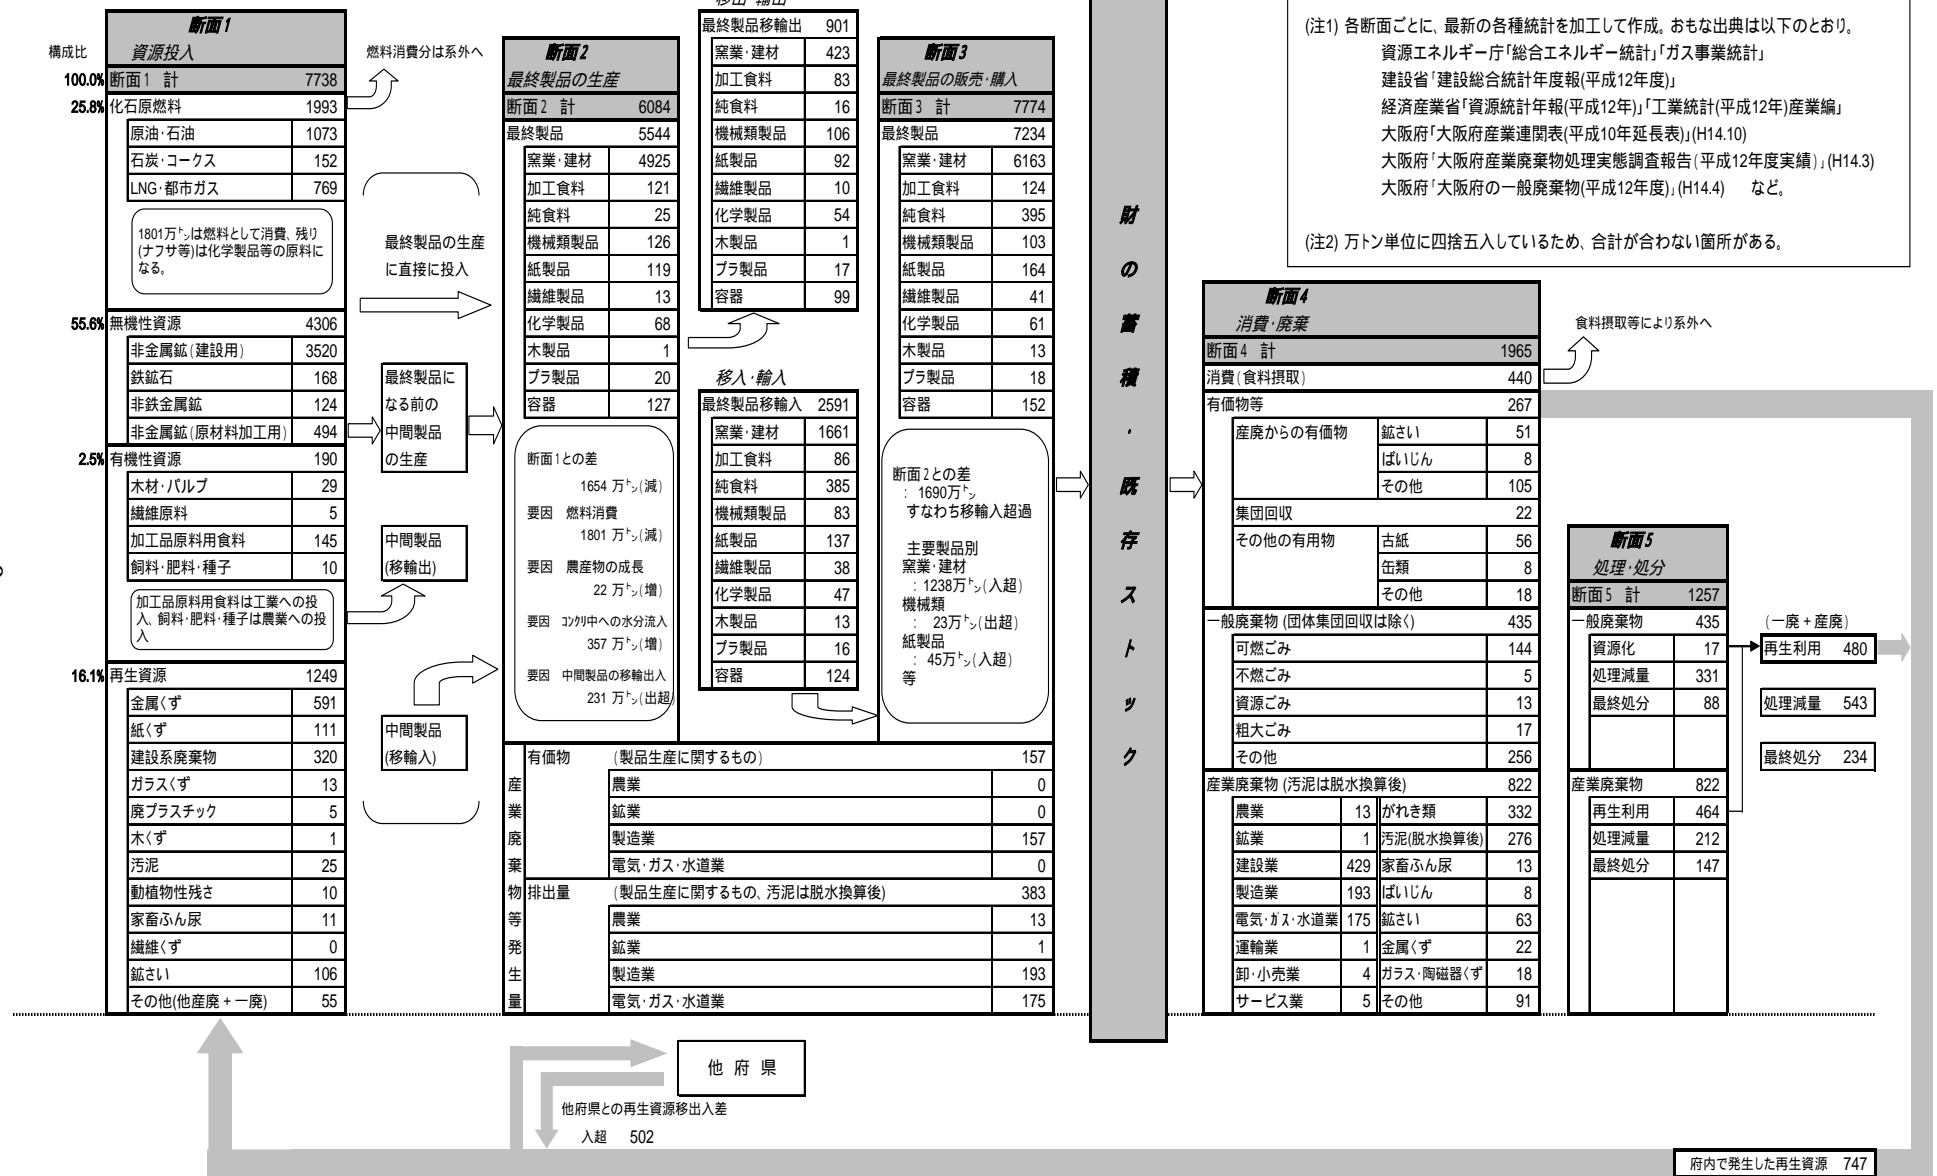 断面1
資源投入
構成比
100.0% 断面1 計 7738
25.8% 化石原燃料 1993
原油･石油 1073
石炭･コークス 152
LNG･都市ガス 769
1801万㌧は燃料として消費、残り
(ナフサ等)は化学製品等の原料に
なる。
55.6% 無機性資源 4306
非金属鉱(建設用) 3520
鉄鉱石 168
非鉄金属鉱 124
非金属鉱(原材料加工用) 494
2.5% 有機性資源 190
木材･パルプ 29
繊維原料 5
加工品原料用食料 145
飼料･肥料･種子 10
加工品原料用食料は工業への投
入、飼料･肥料･種子は農業への投
入
16.1% 再生資源 1249
金属くず 591
紙くず 111
建設系廃棄物 320
ガラスくず 13
廃プラスチック 5
木くず 1
汚泥 25
動植物性残さ 10
家畜ふん尿 11
繊維くず 0
鉱さい 106
その他(他産廃+一廃) 55
燃料消費分は系外へ
最終製品の生産
に直接に投入
最終製品に
なる前の
中間製品
の生産
中間製品
(移輸出)
中間製品
(移輸入)
断面2
最終製品の生産
断面2 計 6084
最終製品 5544
窯業･建材 4925
加工食料 121
純食料 25
機械類製品 126
紙製品 119
繊維製品 13
化学製品 68
木製品 1
プラ製品 20
容器 127
断面1との差
1654 万㌧(減)
要因 燃料消費
1801 万㌧(減)
要因 農産物の成長
22 万㌧(増)
要因 コンクリ中への水分流入
357 万㌧(増)
要因 中間製品の移輸出入
231 万㌧(出超)
移出･輸出
最終製品移輸出 901
窯業･建材 423
加工食料 83
純食料 16
機械類製品 106
紙製品 92
繊維製品 10
化学製品 54
木製品 1
プラ製品 17
容器 99
移入･輸入
最終製品移輸入 2591
窯業･建材 1661
加工食料 86
純食料 385
機械類製品 83
紙製品 137
繊維製品 38
化学製品 47
木製品 13
プラ製品 16
容器 124
断面3
最終製品の販売･購入
断面3 計 7774
最終製品 7234
窯業･建材 6163
加工食料 124
純食料 395
機械類製品 103
紙製品 164
繊維製品 41
化学製品 61
木製品 13
プラ製品 18
容器 152
断面2との差
: 1690万㌧
すなわち移輸入超過
主要製品別
窯業･建材
: 1238万㌧(入超)
機械類
: 23万㌧(出超)
紙製品
: 45万㌧(入超)
等
産業廃棄物等発生量
有価物 (製品生産に関するもの) 157
農業 0
鉱業 0
製造業 157
電気･ガス･水道業 0
排出量 (製品生産に関するもの、汚泥は脱水換算後) 383
農業 13
鉱業 1
製造業 193
電気･ガス･水道業 175
財の蓄積･既存ストック
(注1) 各断面ごとに、最新の各種統計を加工して作成。おもな出典は以下のとおり。
資源エネルギー庁「総合エネルギー統計」「ガス事業統計」
建設省「建設総合統計年度報(平成12年度)」
経済産業省「資源統計年報(平成12年)」「工業統計(平成12年)産業編」
大阪府「大阪府産業連関表(平成10年延長表)」(H14.10)
大阪府「大阪府産業廃棄物処理実態調査報告(平成12年度実績)」(H14.3)
大阪府「大阪府の一般廃棄物(平成12年度)」(H14.4) など。
(注2) 万トン単位に四捨五入しているため、合計が合わない箇所がある。
断面4
消費･廃棄
断面4 計 1965
消費(食料摂取) 440
有価物等 267
産廃からの有価物 鉱さい 51
ばいじん 8
その他 105
集団回収 22
その他の有用物 古紙 56
缶類 8
その他 18
一般廃棄物 (団体集団回収は除く) 435
可燃ごみ 144
不燃ごみ 5
資源ごみ 13
粗大ごみ 17
その他 256
産業廃棄物 (汚泥は脱水換算後) 822
農業 13 がれき類 332
鉱業 1 汚泥(脱水換算後) 276
建設業 429 家畜ふん尿 13
製造業 193 ばいじん 8
電気･ガス･水道業 175 鉱さい 63
運輸業 1 金属くず 22
卸･小売業 4 ガラス･陶磁器くず 18
サービス業 5 その他 91
食料摂取等により系外へ
断面5
処理･処分
断面5 計 1257
一般廃棄物 435
資源化 17
処理減量 331
最終処分 88
産業廃棄物 822
再生利用 464
処理減量 212
最終処分 147
(一廃+産廃)
再生利用 480
処理減量 543
最終処分 234
他 府 県
他府県との再生資源移出入差
入超 502
府内で発生した再生資源 747